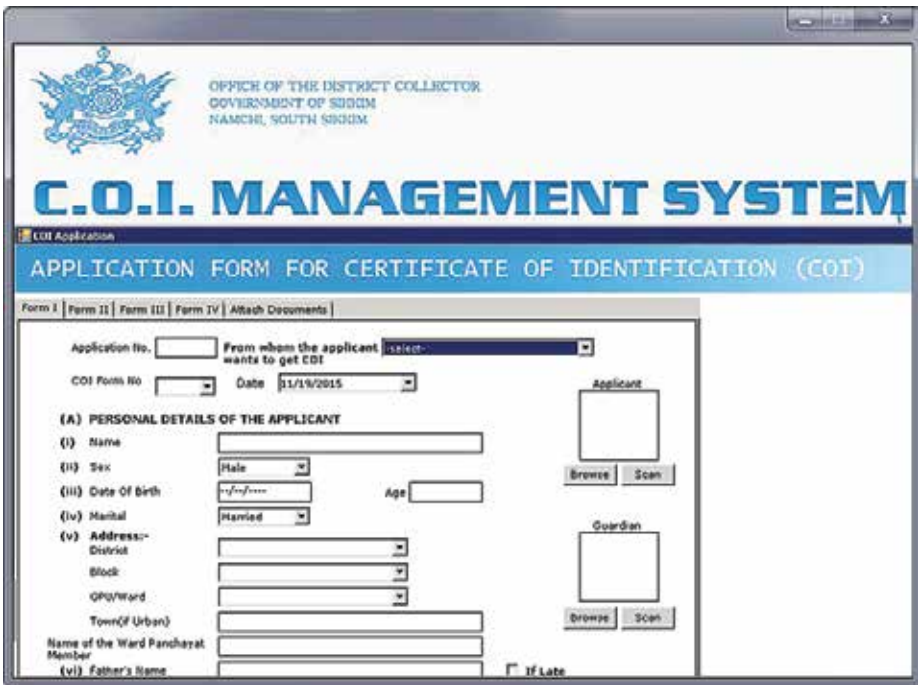 OFFICE OF THE DISTRICT COLLECTOR
GOVERNMENT OF SIKKIM
NAMCHI, SOUTH SIKKIM
C.O.I. MANAGEMENT SYSTEM
COI Application
APPLICATION FORM FOR CERTIFICATE OF IDENTIFICATION (COI)
Form I Form II Form III Form IV Attach Documents
Application No. From whom the applicant wants to get COI -select-
COI Form No Date 11/19/2015
Applicant
(A) PERSONAL DETAILS OF THE APPLICANT
(i) Name
(ii) Sex Male
Browse Scan
(iii) Date Of Birth --/--/---- Age
(iv) Marital Married
Guardian
(v) Address:-
District
Block
GPU/Ward
Town(if Urban)
Browse Scan
Name of the Ward Panchayat
Member
(vi) Father's Name If Late